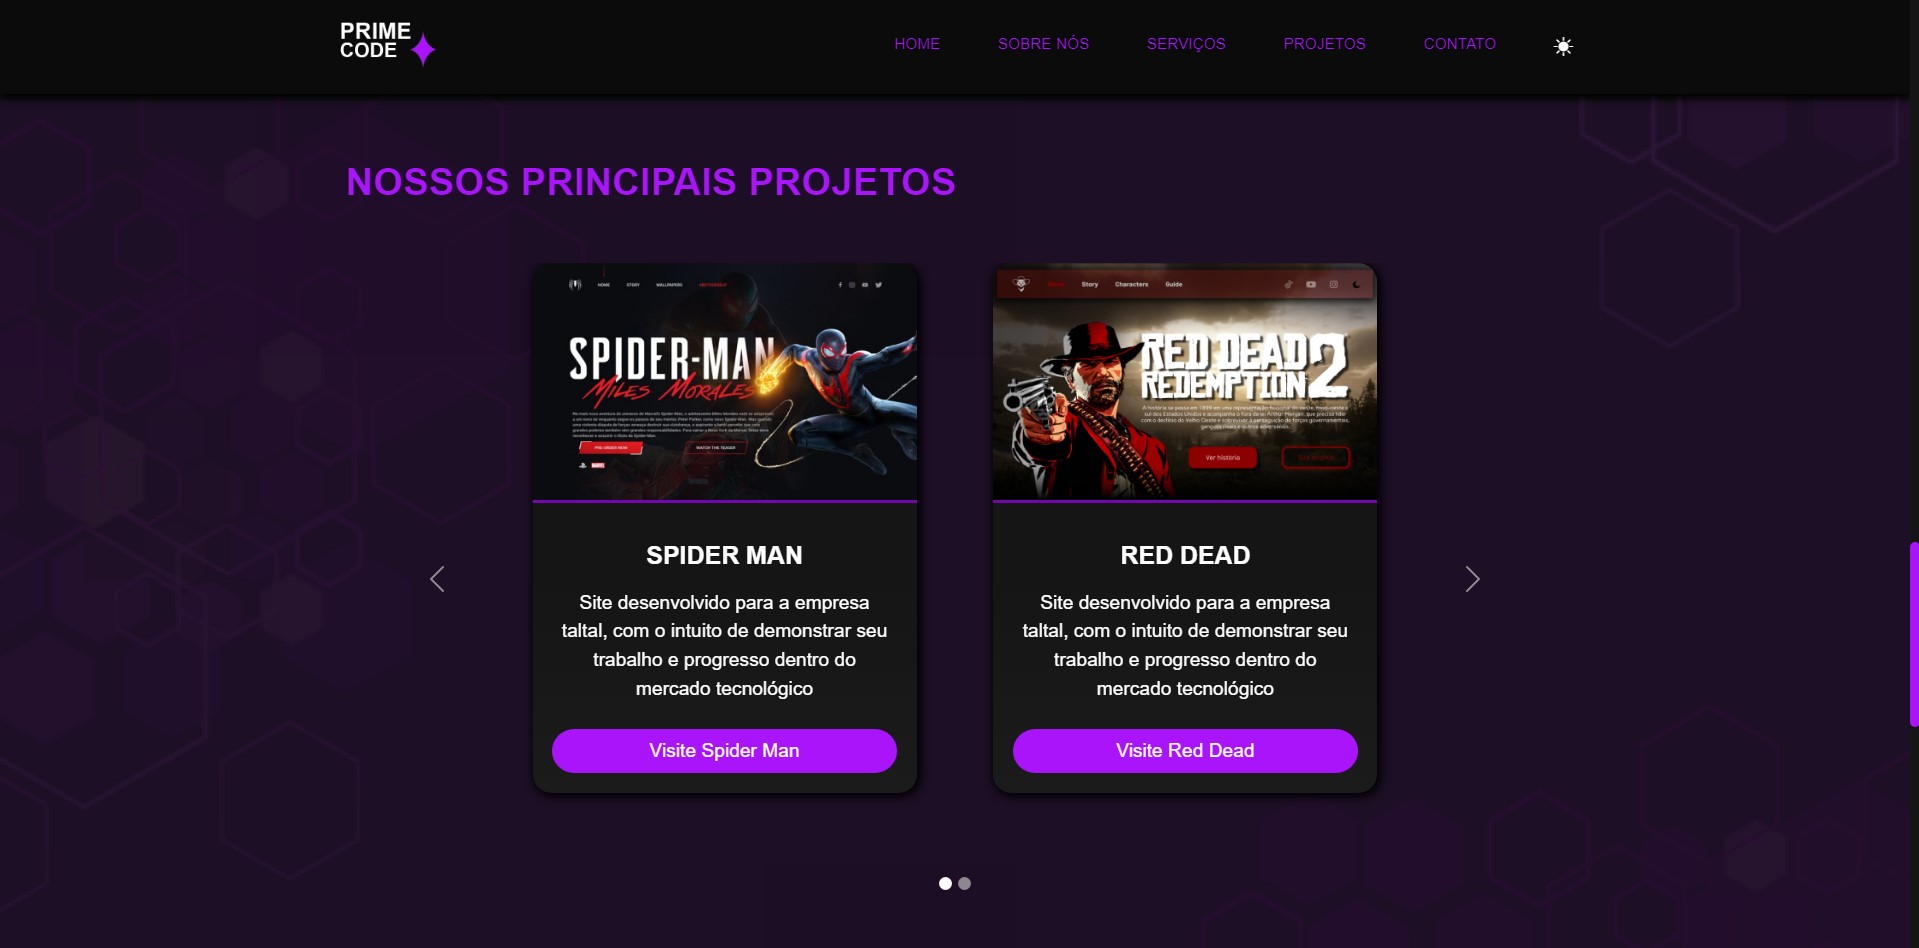 PRIME
CODE
HOME
SOBRE NÓS
SERVIÇOS
PROJETOS
CONTATO
NOSSOS PRINCIPAIS PROJETOS
HOME
STORY
WALLPAPERS
SPIDER-MAN
MILES MORALES
PRE-ORDER NOW
WATCH THE TEASER
SPIDER MAN
Site desenvolvido para a empresa
taltal, com o intuito de demonstrar seu
trabalho e progresso dentro do
mercado tecnológico
Visite Spider Man
Story
Characters
Guide
RED DEAD
REDEMPTION 2
Ver história
RED DEAD
Site desenvolvido para a empresa
taltal, com o intuito de demonstrar seu
trabalho e progresso dentro do
mercado tecnológico
Visite Red Dead